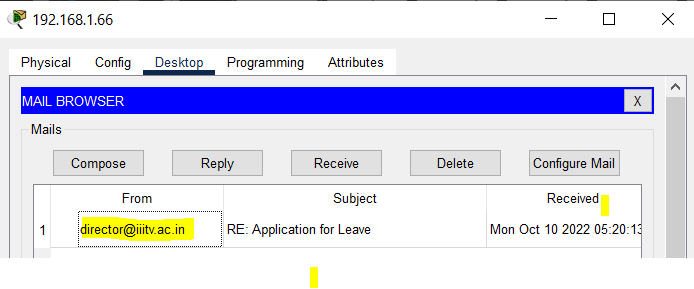 192.168.1.66
Physical Config Desktop Programming Attributes
MAIL BROWSER X
Mails
Compose Reply Receive Delete Configure Mail
From Subject Received
1 director@iiitv.ac.in RE: Application for Leave Mon Oct 10 2022 05:20:13